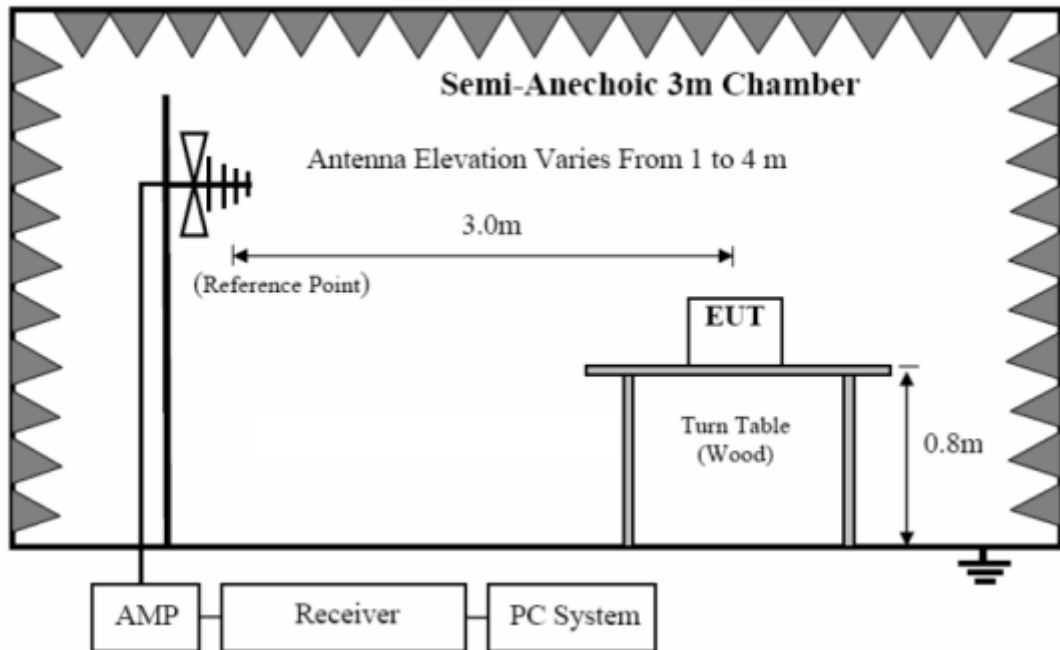 Semi-Anechoic 3m Chamber
Antenna Elevation Varies From 1 to 4 m
3.0m
(Reference Point)
EUT
Turn Table
(Wood)
0.8m
AMP
Receiver
PC System